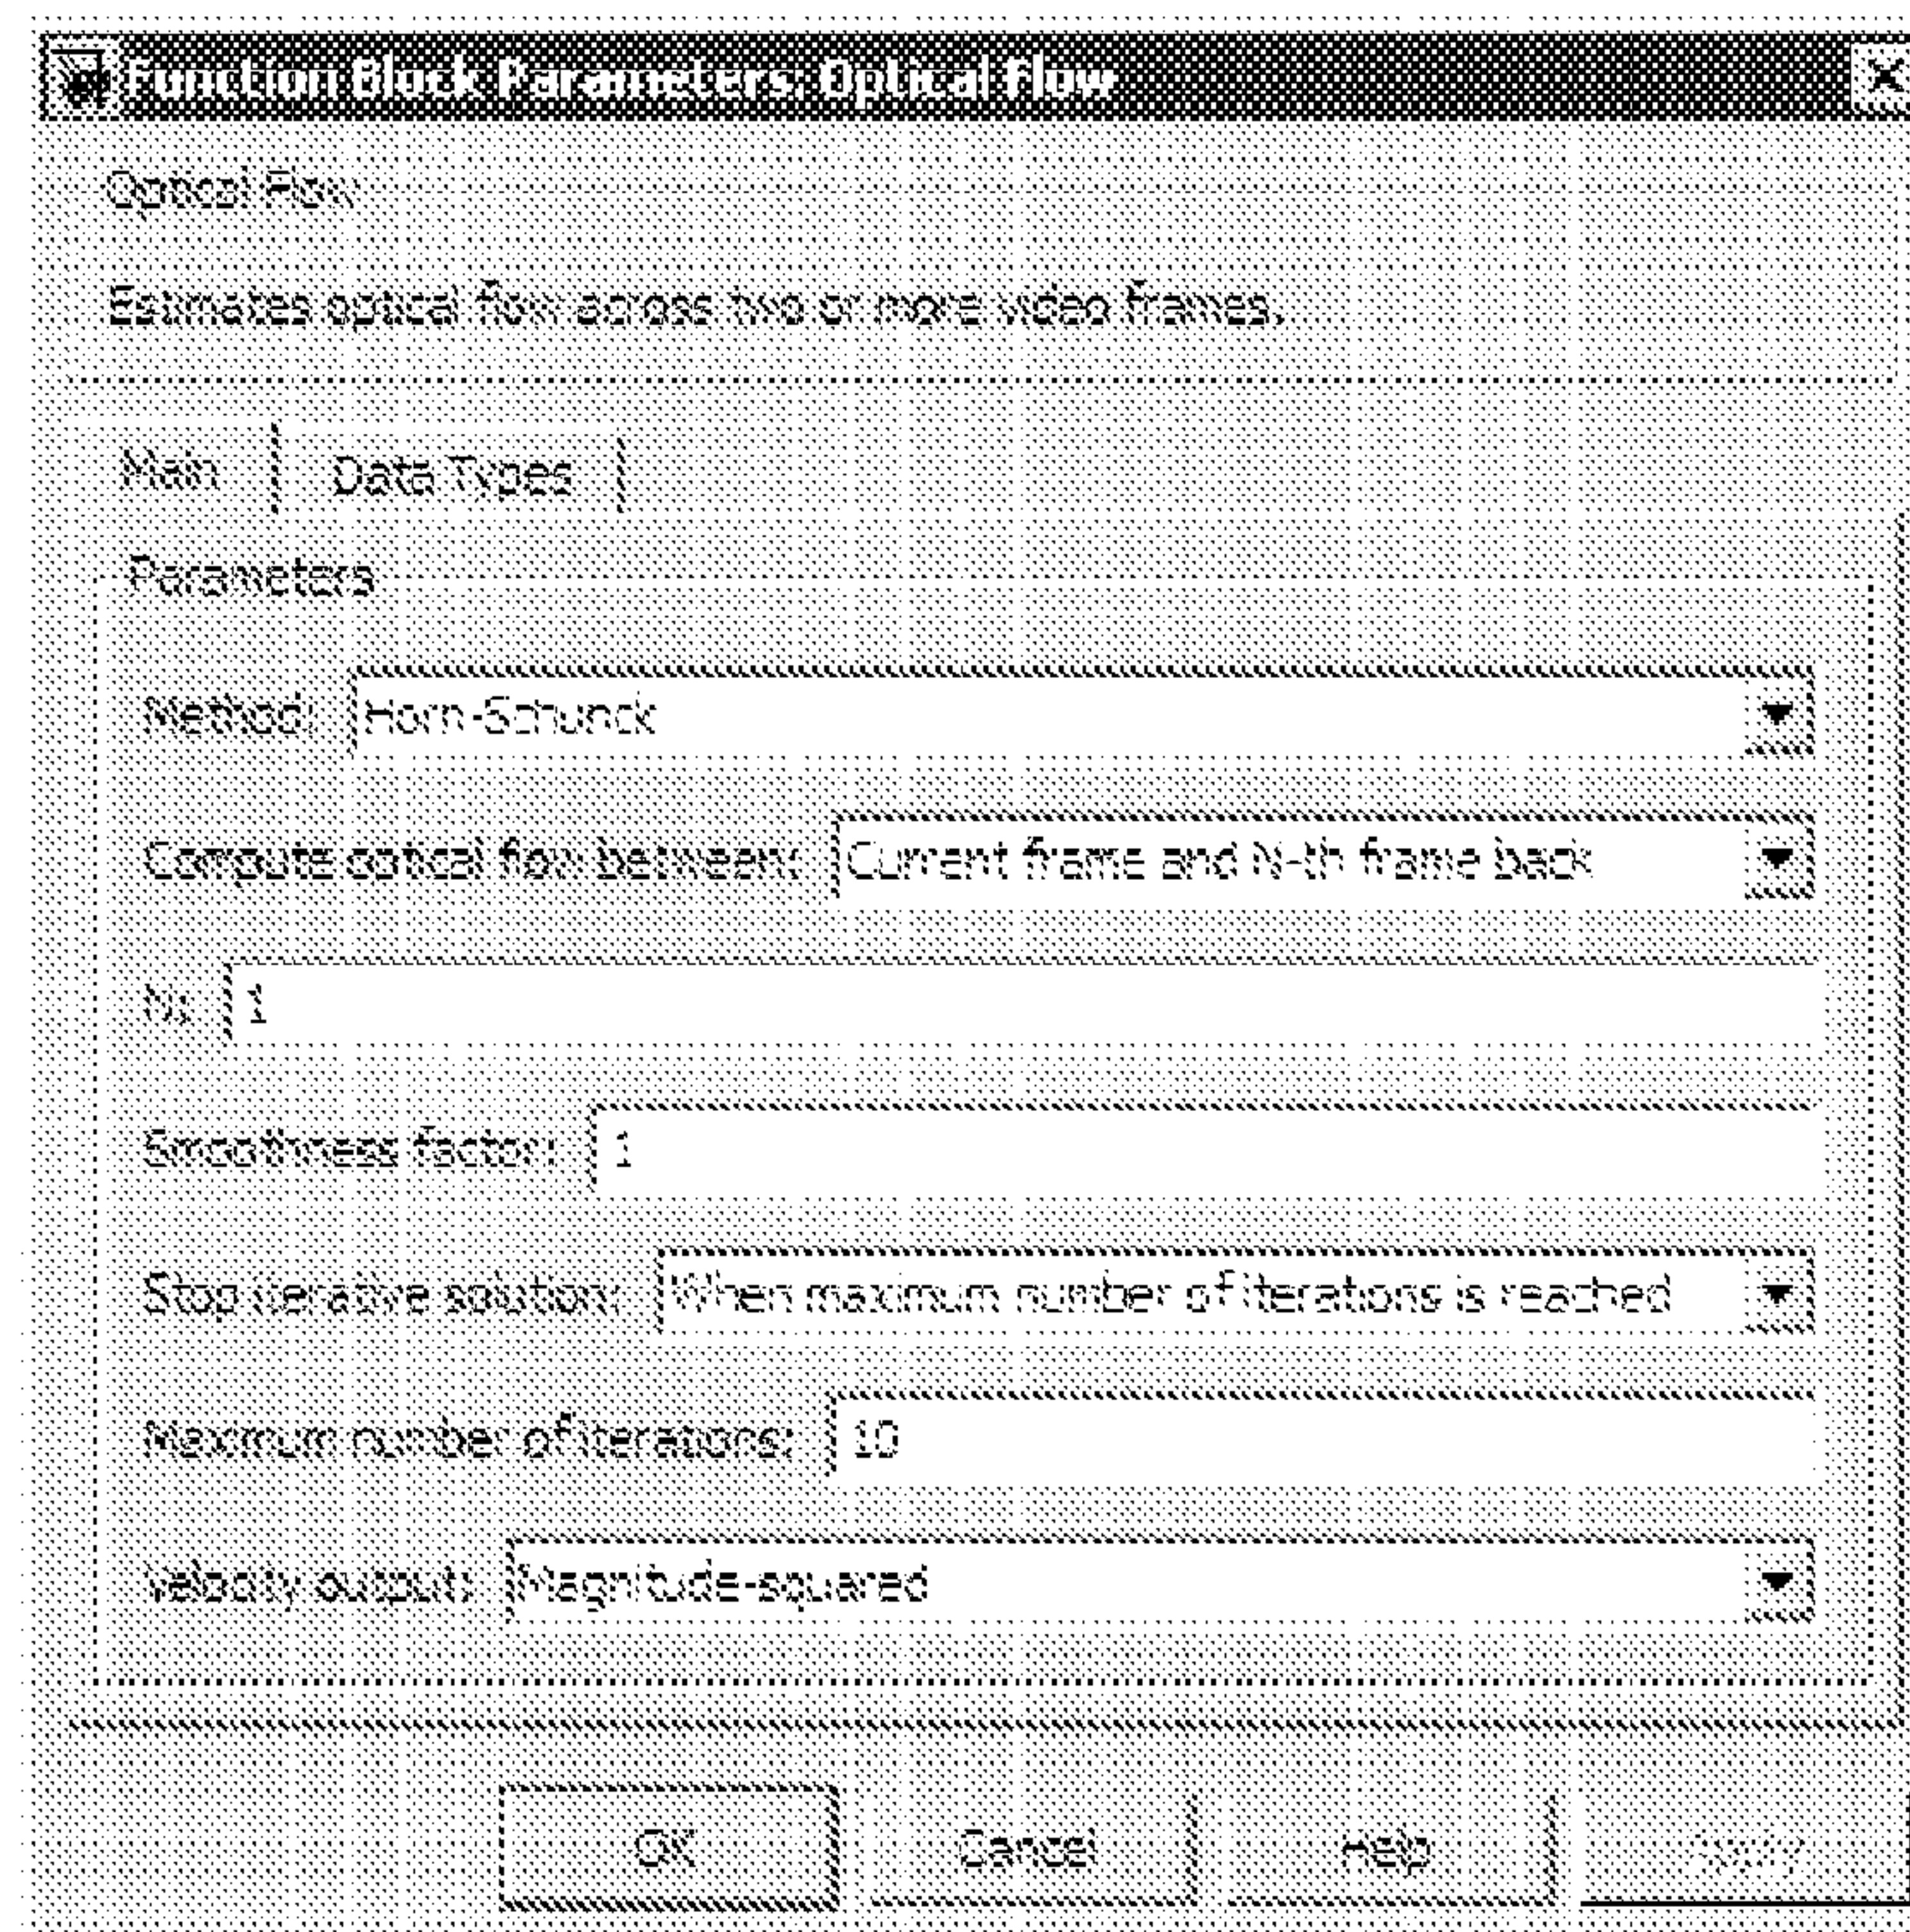 Function Block Parameters: Optical Flow
Optical Flow
Estimates optical flow across two or more video frames.
Main Data Types
Parameters
Method: Horn-Schunck
Compute optical flow between: Current frame and N-th frame back
N: 1
Smoothness factor: 1
Stop iterative solution: When maximum number of iterations is reached
Maximum number of iterations: 10
Velocity output: Magnitude-squared
OK Cancel Help Apply